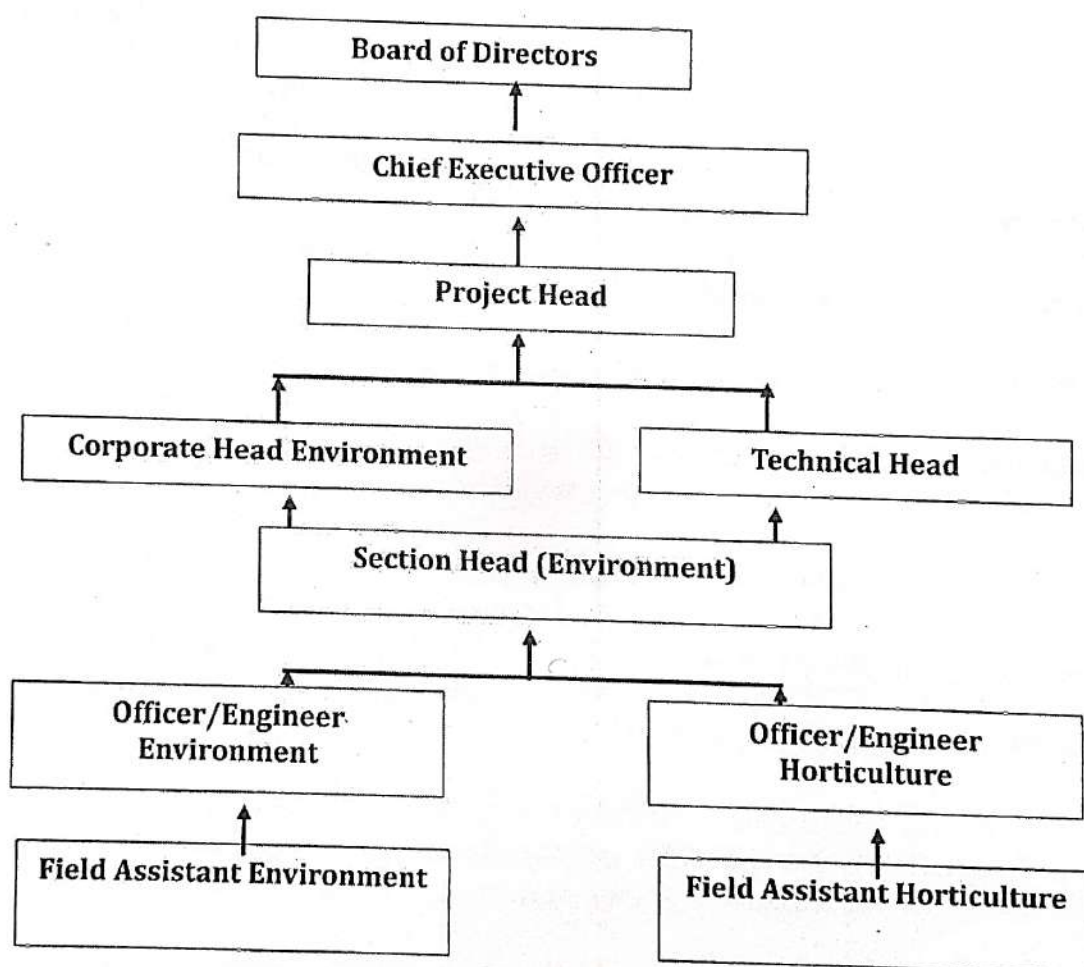 Board of Directors
Chief Executive Officer
Project Head
Corporate Head Environment
Technical Head
Section Head (Environment)
Officer/Engineer
Environment
Officer/Engineer
Horticulture
Field Assistant Environment
Field Assistant Horticulture